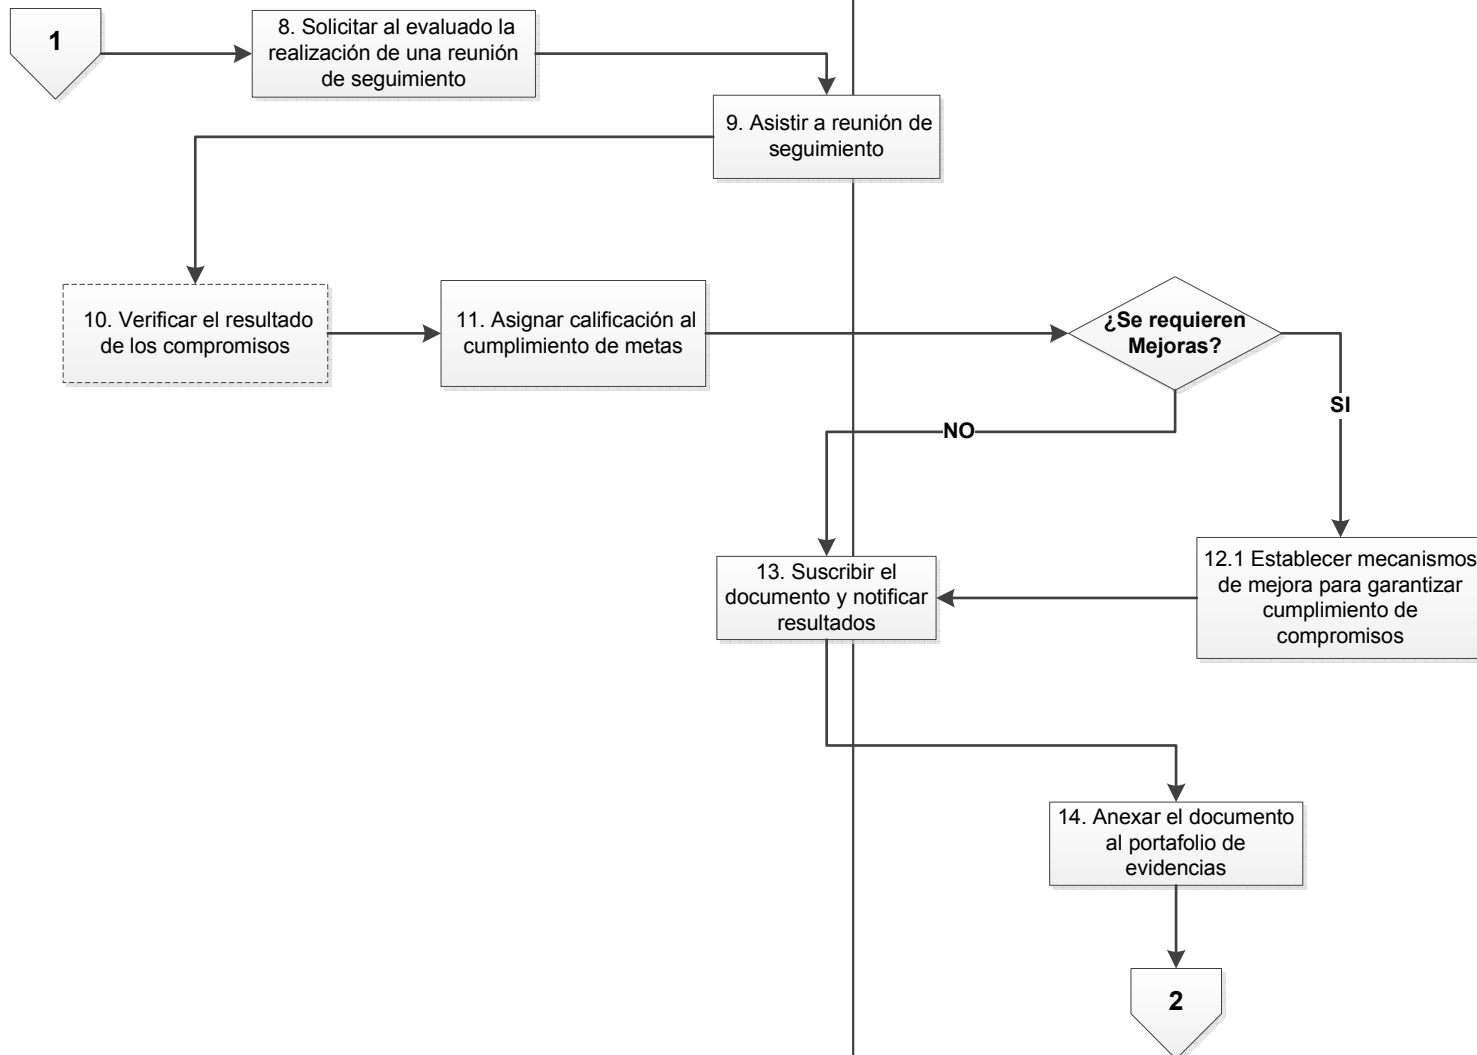 1
8. Solicitar al evaluado la
realización de una reunión
de seguimiento
9. Asistir a reunión de
seguimiento
10. Verificar el resultado
de los compromisos
11. Asignar calificación al
cumplimiento de metas
¿Se requieren
Mejoras?
SI
NO
12.1 Establecer mecanismos
de mejora para garantizar
cumplimiento de
compromisos
13. Suscribir el
documento y notificar
resultados
14. Anexar el documento
al portafolio de
evidencias
2